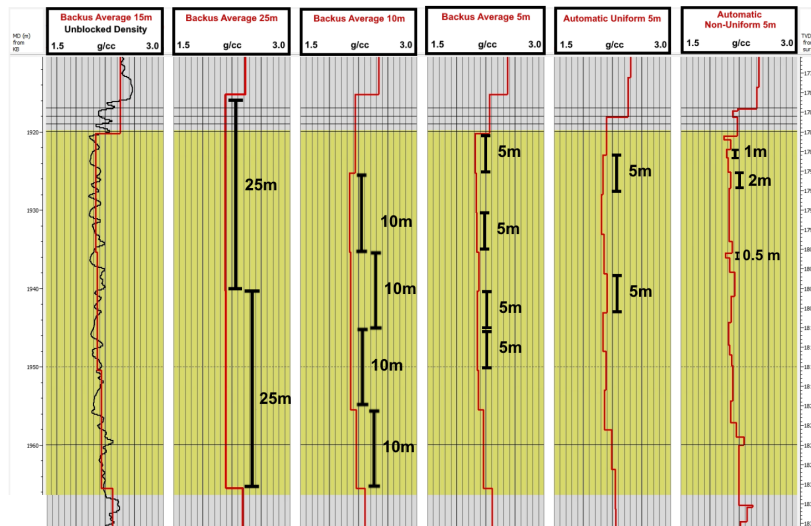 Backus Average 15m
Unblocked Density
Backus Average 25m
Backus Average 10m
Backus Average 5m
Automatic Uniform 5m
Automatic
Non-Uniform 5m
MD (m)
from
KB
1.5 g/cc 3.0
1.5 g/cc 3.0
1.5 g/cc 3.0
1.5 g/cc 3.0
1.5 g/cc 3.0
1.5 g/cc 3.0
1920
1930
1940
1950
1960
25m
25m
10m
10m
10m
10m
5m
5m
5m
5m
5m
5m
1m
2m
0.5 m